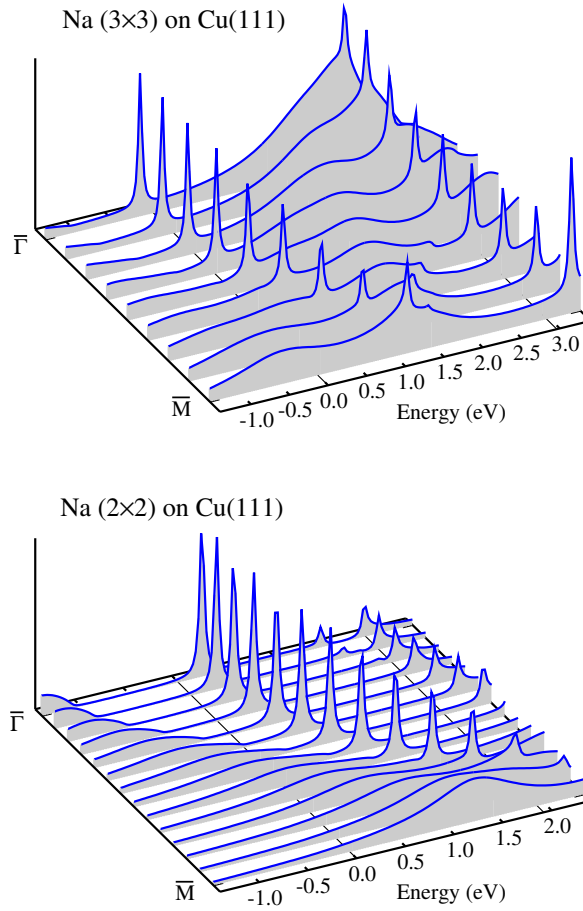 Na (3×3) on Cu(111)
Γ̅
M̅
-1.0 -0.5 0.0 0.5 1.0 1.5 2.0 2.5 3.0
Energy (eV)
Na (2×2) on Cu(111)
Γ̅
M̅
-1.0 -0.5 0.0 0.5 1.0 1.5 2.0
Energy (eV)